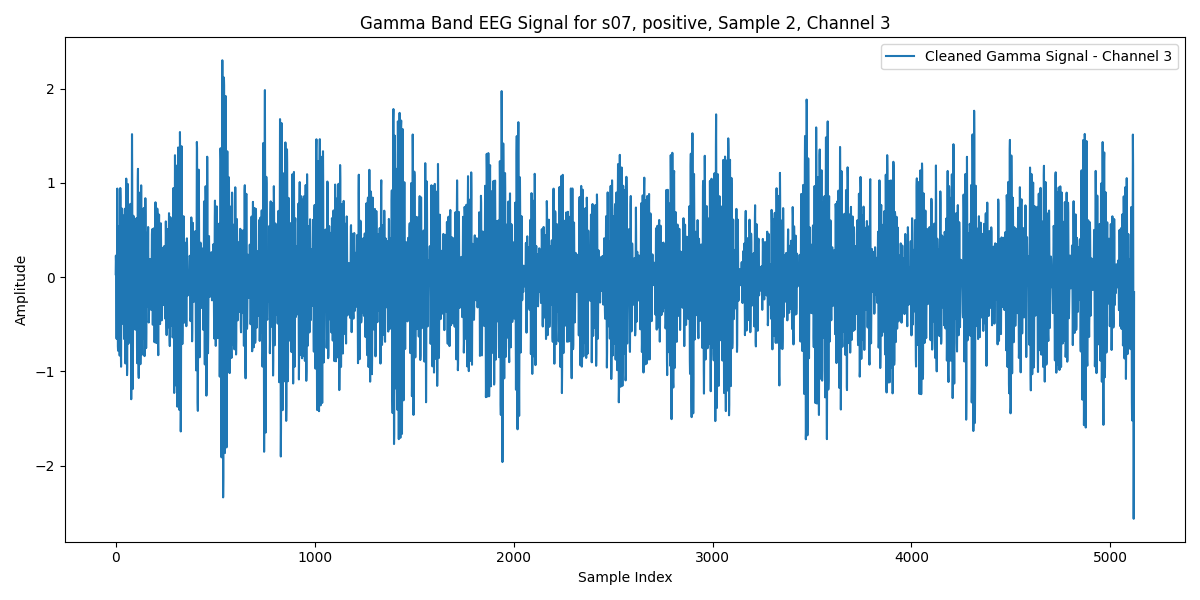 Gamma Band EEG Signal for s07, positive, Sample 2, Channel 3
Cleaned Gamma Signal - Channel 3
2
1
0
−1
−2
Amplitude
0 1000 2000 3000 4000 5000
Sample Index